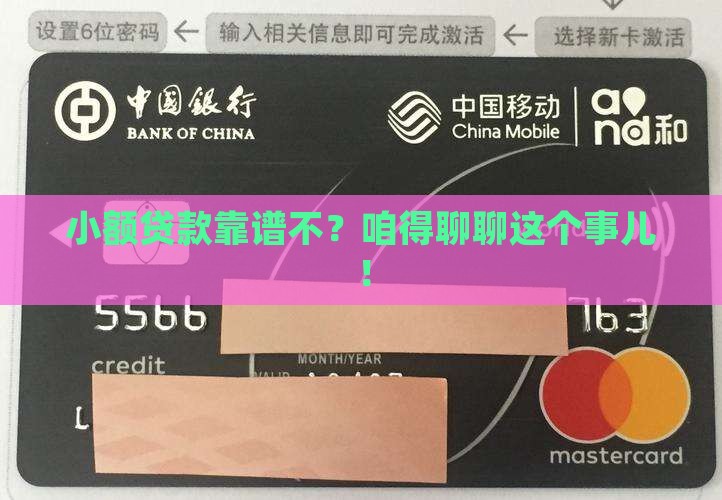 mastercard
设置6位密码 ← 输入相关信息即可完成激活 ← 选择新卡激活
中国银行
BANK OF CHINA
中国移动
China Mobile
and和
小额贷款靠谱不？咱得聊聊这个事儿
！
5566
763
credit
MONTH/YEAR
L
mastercard